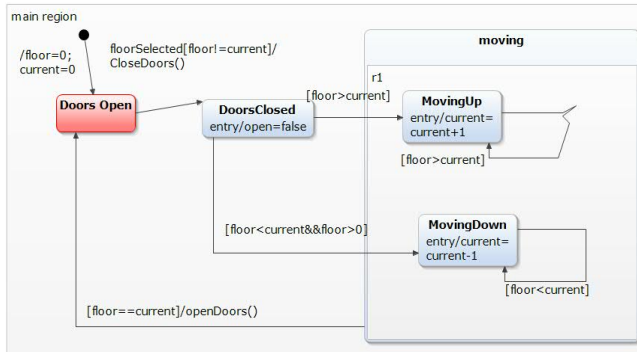 main region
/floor=0;
current=0
floorSelected[floor!=current]/
CloseDoors()
moving
r1
Doors Open
DoorsClosed
entry/open=false
[floor>current]
MovingUp
entry/current=
current+1
[floor>current]
[floor<current&&floor>0]
MovingDown
entry/current=
current-1
[floor<current]
[floor==current]/openDoors()